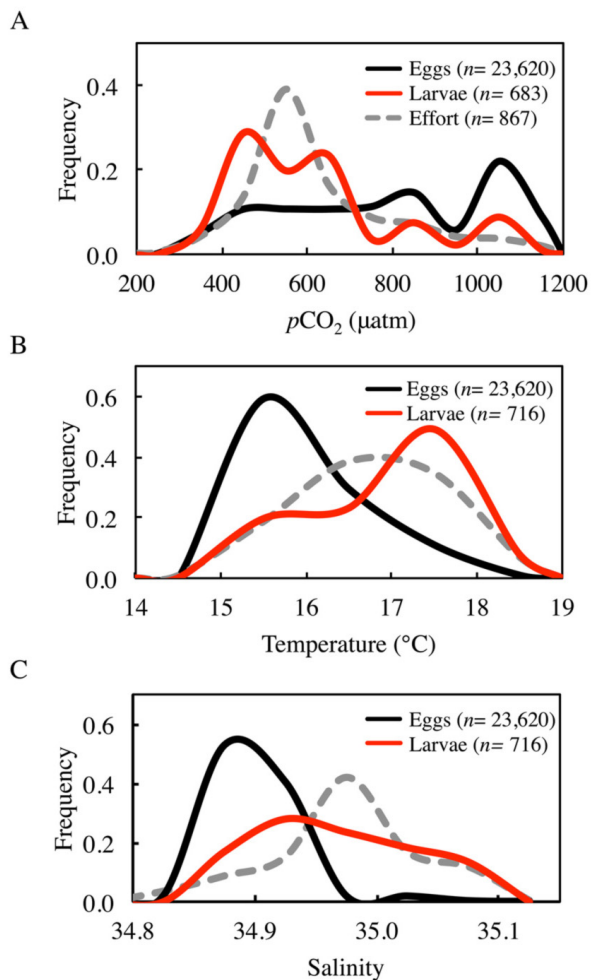 A
Frequency
0.4
0.2
0.0
Eggs (n= 23,620)
Larvae (n= 683)
Effort (n= 867)
200 400 600 800 1000 1200
pCO₂ (µatm)
B
Frequency
0.6
0.4
0.2
0.0
Eggs (n= 23,620)
Larvae (n= 716)
14 15 16 17 18 19
Temperature (°C)
C
Frequency
0.6
0.4
0.2
0.0
Eggs (n= 23,620)
Larvae (n= 716)
34.8 34.9 35.0 35.1
Salinity